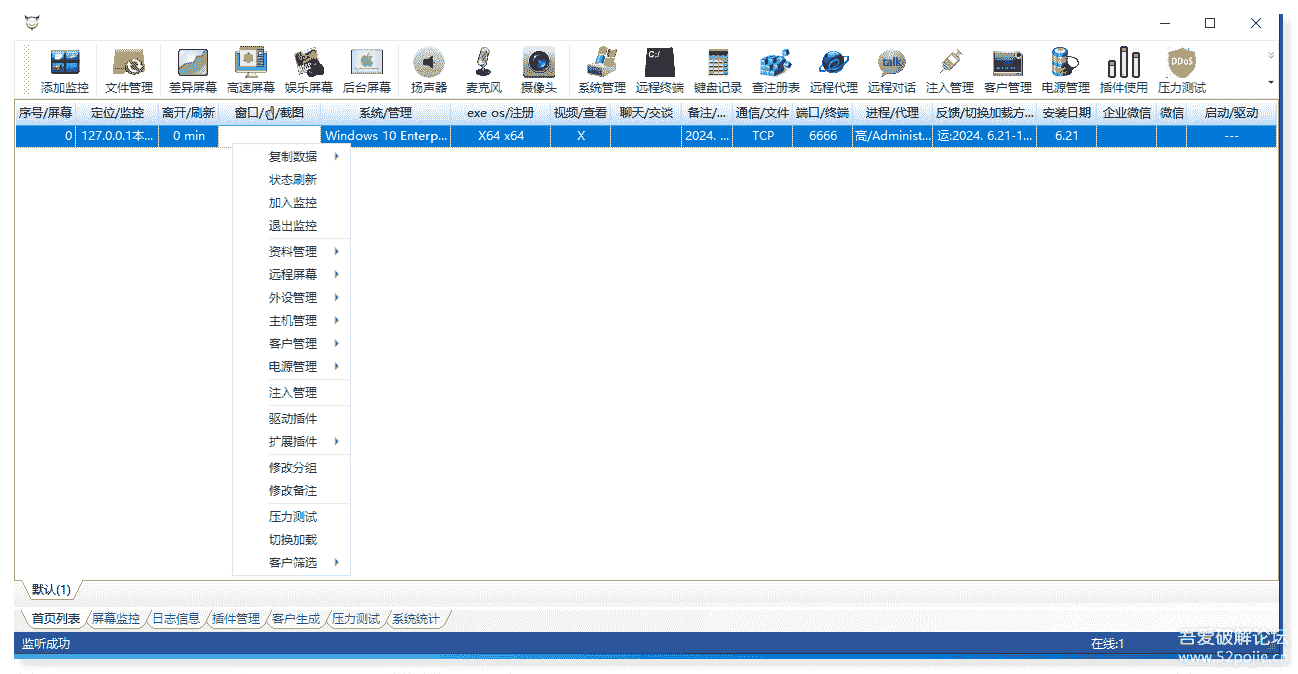 添加监控 文件管理 差异屏幕 高速屏幕 娱乐屏幕 后台屏幕 扬声器 麦克风 摄像头 系统管理 远程终端 键盘记录 查注册表 远程代理 远程对话 注入管理 客户管理 电源管理 插件使用 压力测试
序号/屏幕 定位/监控 离开/刷新 窗口/截图 系统/管理 exe os/注册 视频/查看 聊天/交谈 备注/... 通信/文件 端口/终端 进程/代理 反馈/切换加载方... 安装日期 企业微信 微信 启动/驱动
0 127.0.0.1本... 0 min Windows 10 Enterp... X64 x64 X 2024. ... TCP 6666 高/Administ... 运:2024. 6.21-1... 6.21 ---
复制数据
状态刷新
加入监控
退出监控
资料管理
远程屏幕
外设管理
主机管理
客户管理
电源管理
注入管理
驱动插件
扩展插件
修改分组
修改备注
压力测试
切换加载
客户筛选
默认(1)
首页列表 屏幕监控 日志信息 插件管理 客户生成 压力测试 系统统计
监听成功 在线:1
吾爱破解论坛
www.52pojie.cn
C:/
talk
DDoS